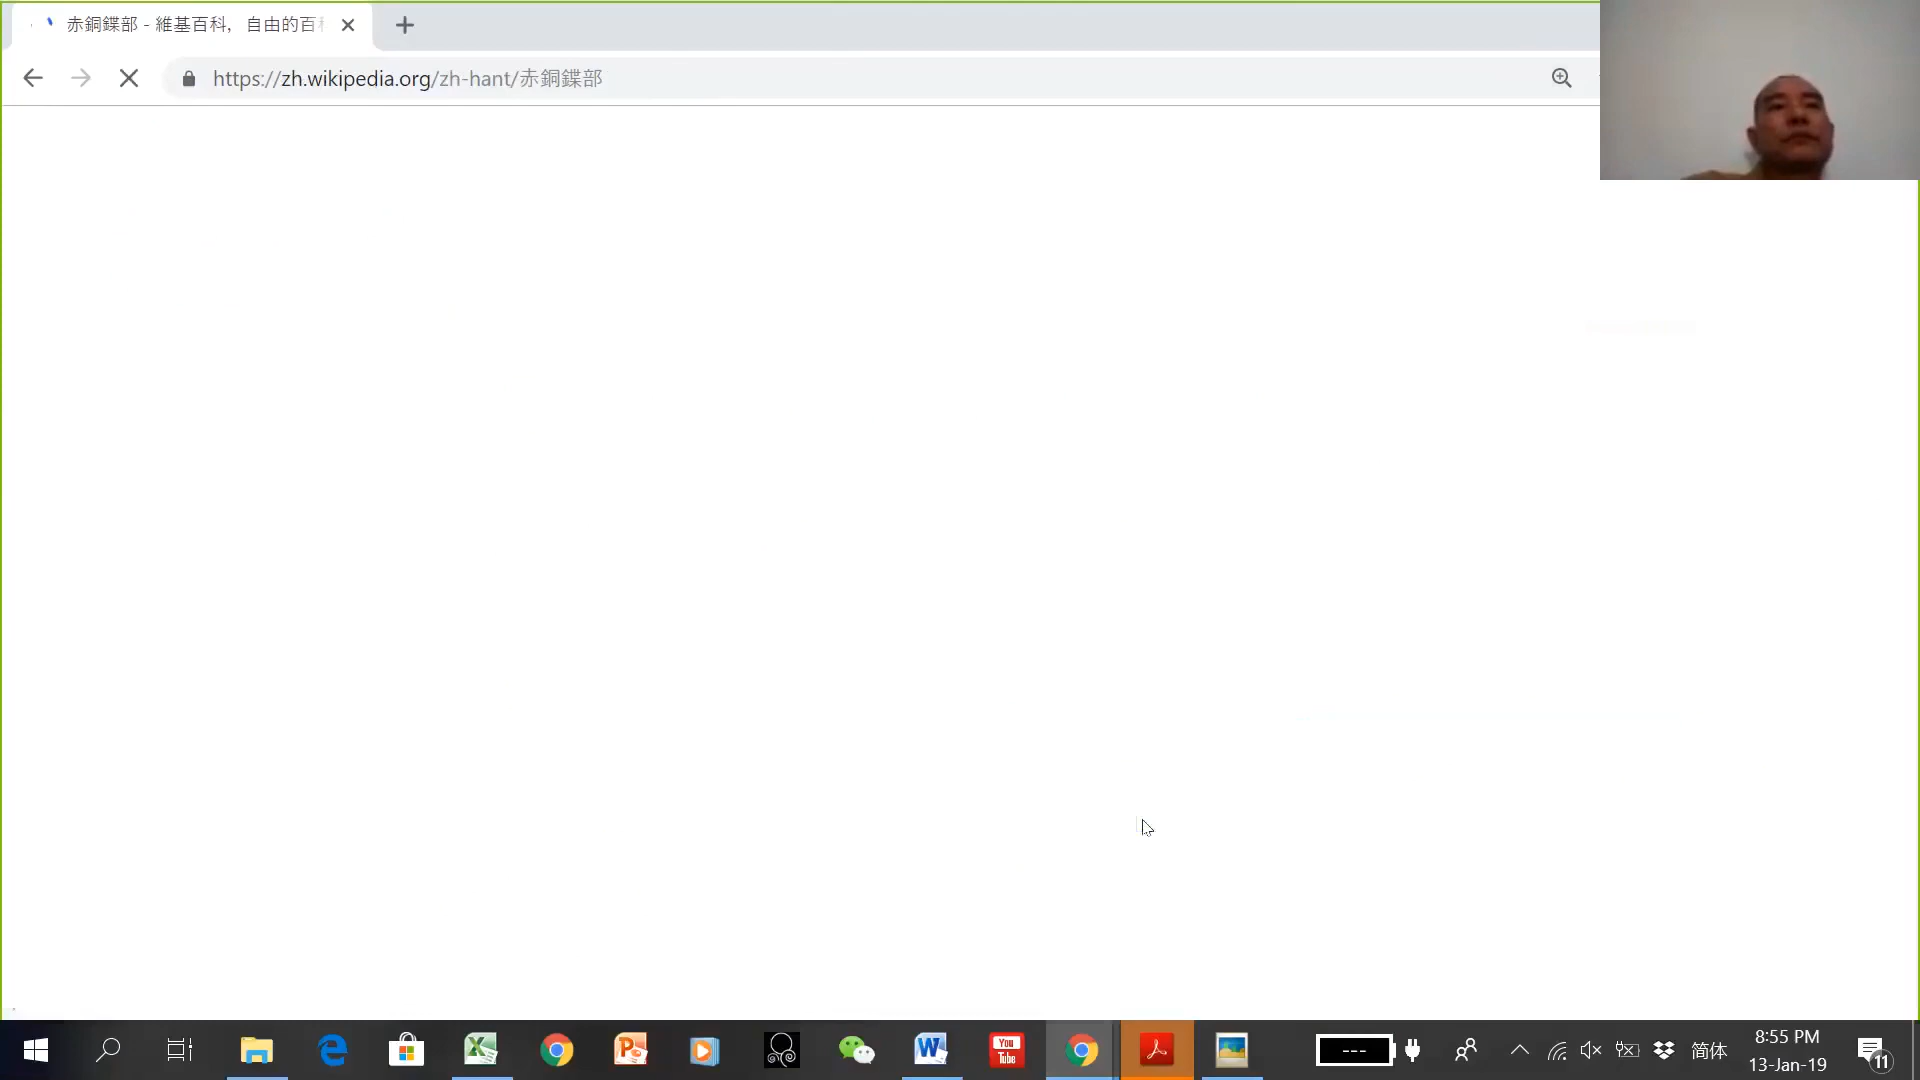 赤銅鍱部 - 維基百科，自由的百
https://zh.wikipedia.org/zh-hant/赤銅鍱部
You
Tube
---
简体
8:55 PM
13-Jan-19
11